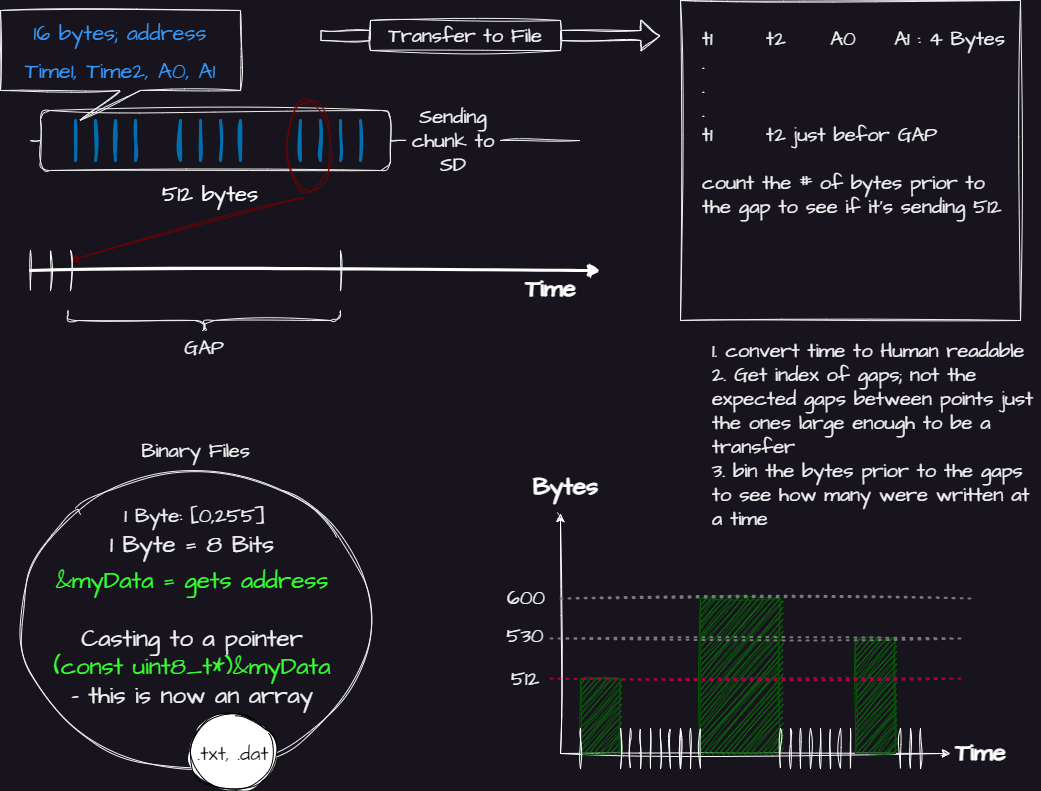 16 bytes; address
Time1, Time2, A0, A1
Transfer to File
Sending
chunk to
SD
512 bytes
Time
GAP
t1 t2 A0 A1 : 4 Bytes
.
.
.
t1 t2 just befor GAP
count the # of bytes prior to
the gap to see if it's sending 512
1. convert time to Human readable
2. Get index of gaps; not the
expected gaps between points just
the ones large enough to be a
transfer
3. bin the bytes prior to the gaps
to see how many were written at
a time
Binary Files
1 Byte: [0,255]
1 Byte = 8 Bits
&myData = gets address
Casting to a pointer
(const uint8_t*)&myData
- this is now an array
.txt, .dat
Bytes
600
530
512
Time